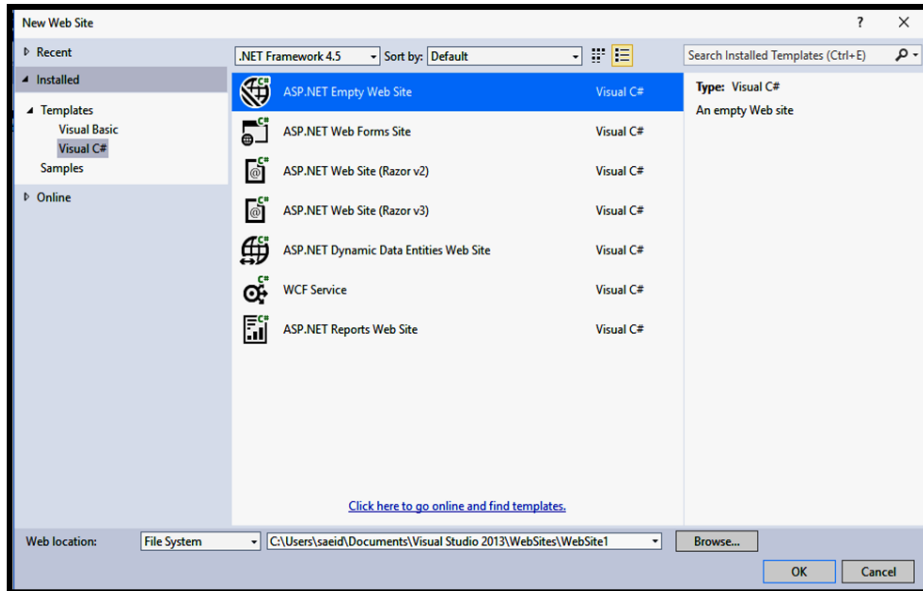 New Web Site
? X
Recent
.NET Framework 4.5 Sort by: Default
Search Installed Templates (Ctrl+E)
Installed
Templates
Visual Basic
Visual C#
Samples
Online
ASP.NET Empty Web Site Visual C#
ASP.NET Web Forms Site Visual C#
ASP.NET Web Site (Razor v2) Visual C#
ASP.NET Web Site (Razor v3) Visual C#
ASP.NET Dynamic Data Entities Web Site Visual C#
WCF Service Visual C#
ASP.NET Reports Web Site Visual C#
Type: Visual C#
An empty Web site
Click here to go online and find templates.
Web location: File System C:\Users\saeid\Documents\Visual Studio 2013\WebSites\WebSite1 Browse...
OK Cancel